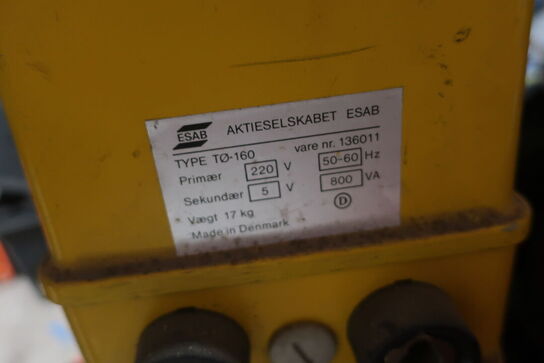 ESAB AKTIESELSKABET ESAB
TYPE TØ-160 vare nr. 136011
Primær 220 V 50-60 Hz
Sekundær 5 V 800 VA
Vægt 17 kg D
Made in Denmark